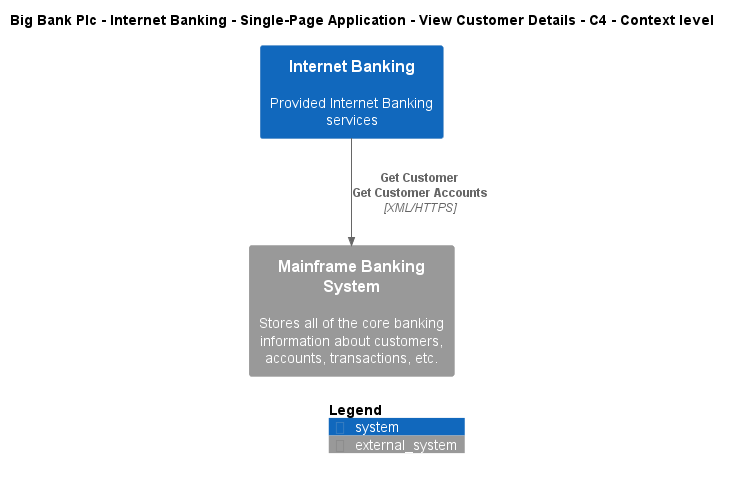 Big Bank Plc - Internet Banking - Single-Page Application - View Customer Details - C4 - Context level
Internet Banking
Provided Internet Banking
services
Get Customer
Get Customer Accounts
[XML/HTTPS]
Mainframe Banking
System
Stores all of the core banking
information about customers,
accounts, transactions, etc.
Legend
system
external_system